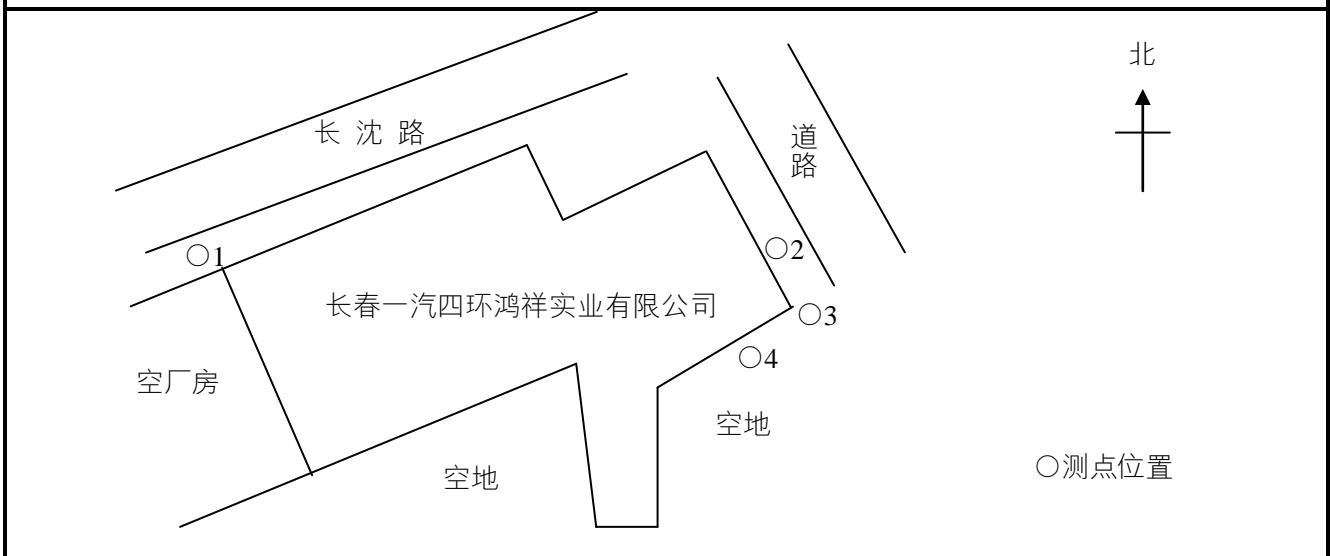 北
长沈路
道路
○1
○2
长春一汽四环鸿祥实业有限公司
○3
○4
空厂房
空地
空地
○测点位置